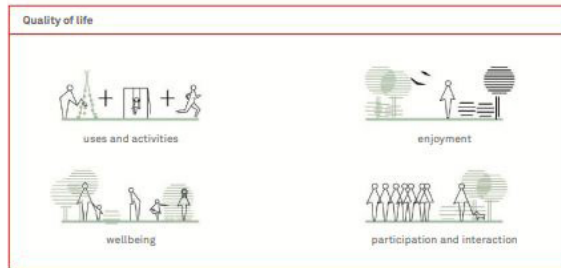 Quality of life
uses and activities
enjoyment
wellbeing
participation and interaction